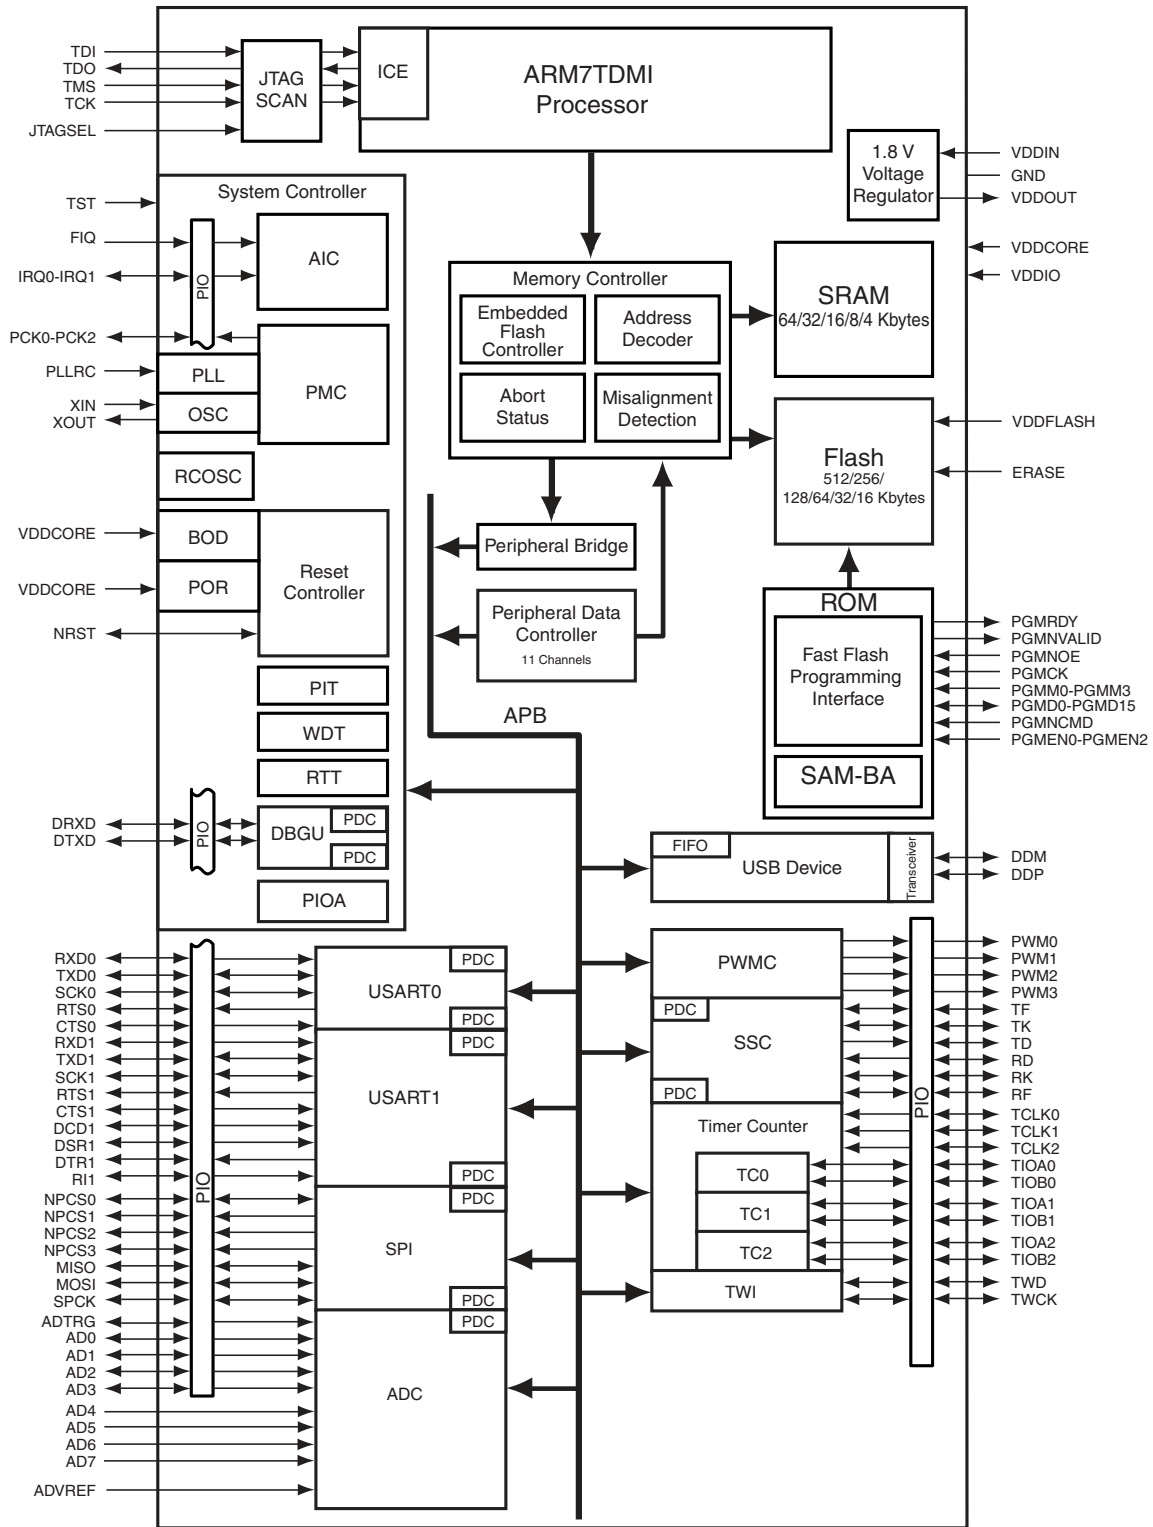 TDI
TDO
TMS
TCK
JTAGSEL
JTAG
SCAN
ICE
ARM7TDMI
Processor
1.8 V
Voltage
Regulator
VDDIN
GND
VDDOUT
VDDCORE
VDDIO
System Controller
TST
FIQ
IRQ0-IRQ1
PIO
AIC
PCK0-PCK2
PLLRC
XIN
XOUT
PLL
OSC
PMC
RCOSC
VDDCORE
VDDCORE
NRST
BOD
POR
Reset
Controller
PIT
WDT
RTT
DRXD
DTXD
PIO
DBGU
PDC
PDC
PIOA
Memory Controller
Embedded
Flash
Controller
Address
Decoder
Abort
Status
Misalignment
Detection
SRAM
64/32/16/8/4 Kbytes
Flash
512/256/
128/64/32/16 Kbytes
VDDFLASH
ERASE
Peripheral Bridge
Peripheral Data
Controller
11 Channels
APB
ROM
Fast Flash
Programming
Interface
SAM-BA
PGMRDY
PGMNVALID
PGMNOE
PGMCK
PGMM0-PGMM3
PGMD0-PGMD15
PGMNCMD
PGMEN0-PGMEN2
FIFO
USB Device
Transceiver
DDM
DDP
RXD0
TXD0
SCK0
RTS0
CTS0
RXD1
TXD1
SCK1
RTS1
CTS1
DCD1
DSR1
DTR1
RI1
NPCS0
NPCS1
NPCS2
NPCS3
MISO
MOSI
SPCK
ADTRG
AD0
AD1
AD2
AD3
AD4
AD5
AD6
AD7
ADVREF
PIO
PDC
USART0
PDC
PDC
USART1
PDC
PDC
SPI
PDC
PDC
ADC
PWMC
PDC
SSC
PDC
Timer Counter
TC0
TC1
TC2
TWI
PIO
PWM0
PWM1
PWM2
PWM3
TF
TK
TD
RD
RK
RF
TCLK0
TCLK1
TCLK2
TIOA0
TIOB0
TIOA1
TIOB1
TIOA2
TIOB2
TWD
TWCK